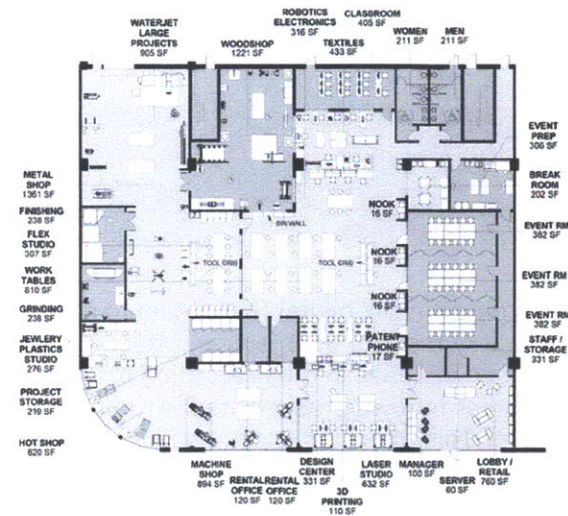 ROBOTICS
ELECTRONICS
316 SF
CLASSROOM
405 SF
WATERJET
LARGE
PROJECTS
905 SF
WOODSHOP
1221 SF
TEXTILES
433 SF
WOMEN
211 SF
MEN
211 SF
EVENT
PREP
306 SF
BREAK
ROOM
202 SF
METAL
SHOP
1361 SF
FINISHING
238 SF
FLEX
STUDIO
307 SF
WORK
TABLES
810 SF
GRINDING
238 SF
JEWLERY
PLASTICS
STUDIO
276 SF
PROJECT
STORAGE
219 SF
HOT SHOP
620 SF
BIN WALL
TOOL CRIB
TOOL CRIB
NOOK
16 SF
NOOK
16 SF
NOOK
16 SF
PATENT
PHONE
17 SF
EVENT RM
382 SF
EVENT RM
382 SF
EVENT RM
382 SF
STAFF /
STORAGE
331 SF
MACHINE
SHOP
894 SF
RENTAL
OFFICE
120 SF
RENTAL
OFFICE
120 SF
DESIGN
CENTER
331 SF
3D
PRINTING
110 SF
LASER
STUDIO
632 SF
MANAGER
100 SF
SERVER
60 SF
LOBBY /
RETAIL
760 SF